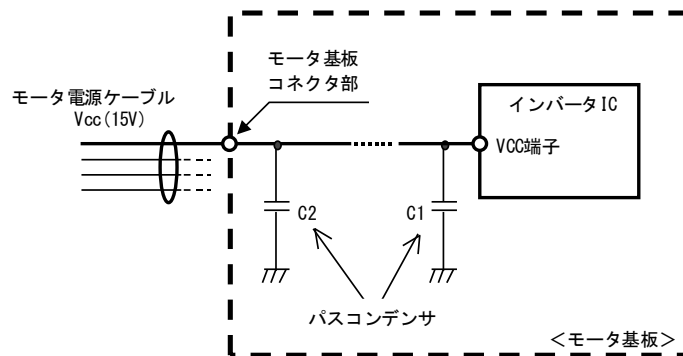 モータ基板
コネクタ部
モータ電源ケーブル
Vcc(15V)
インバータIC
VCC端子
C2
C1
パスコンデンサ
<モータ基板>